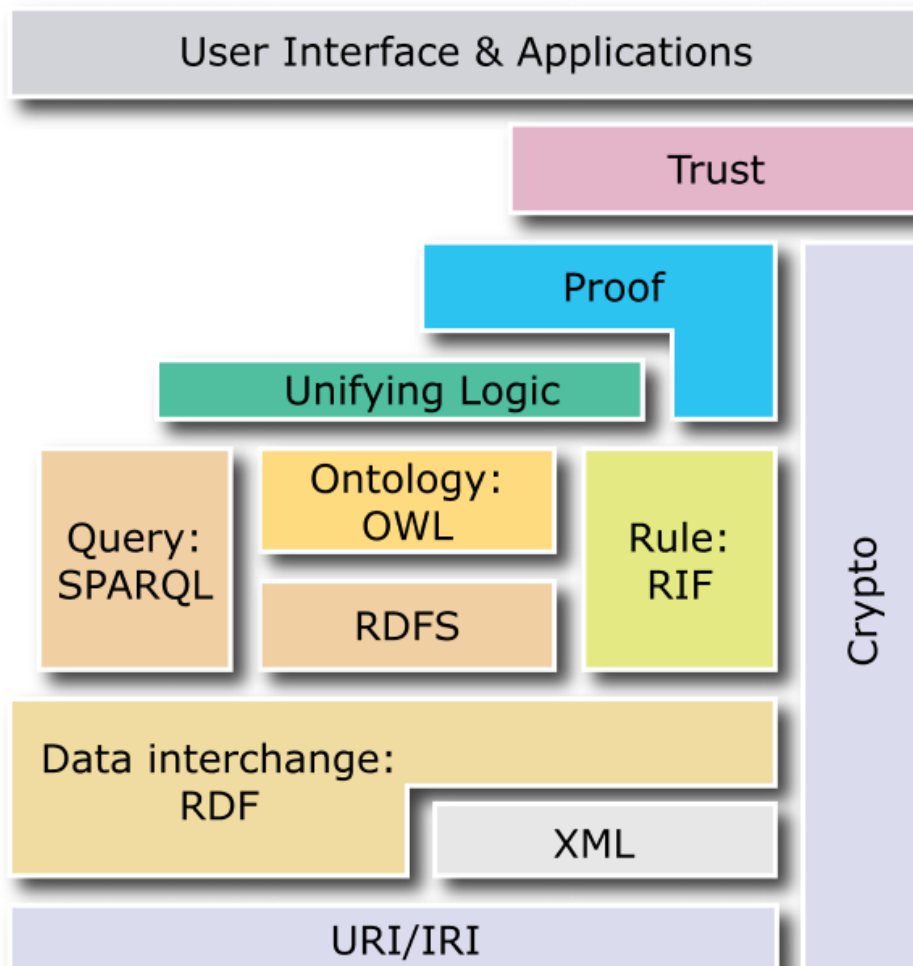 User Interface & Applications
Trust
Proof
Unifying Logic
Query:
SPARQL
Ontology:
OWL
RDFS
Rule:
RIF
Crypto
Data interchange:
RDF
XML
URI/IRI